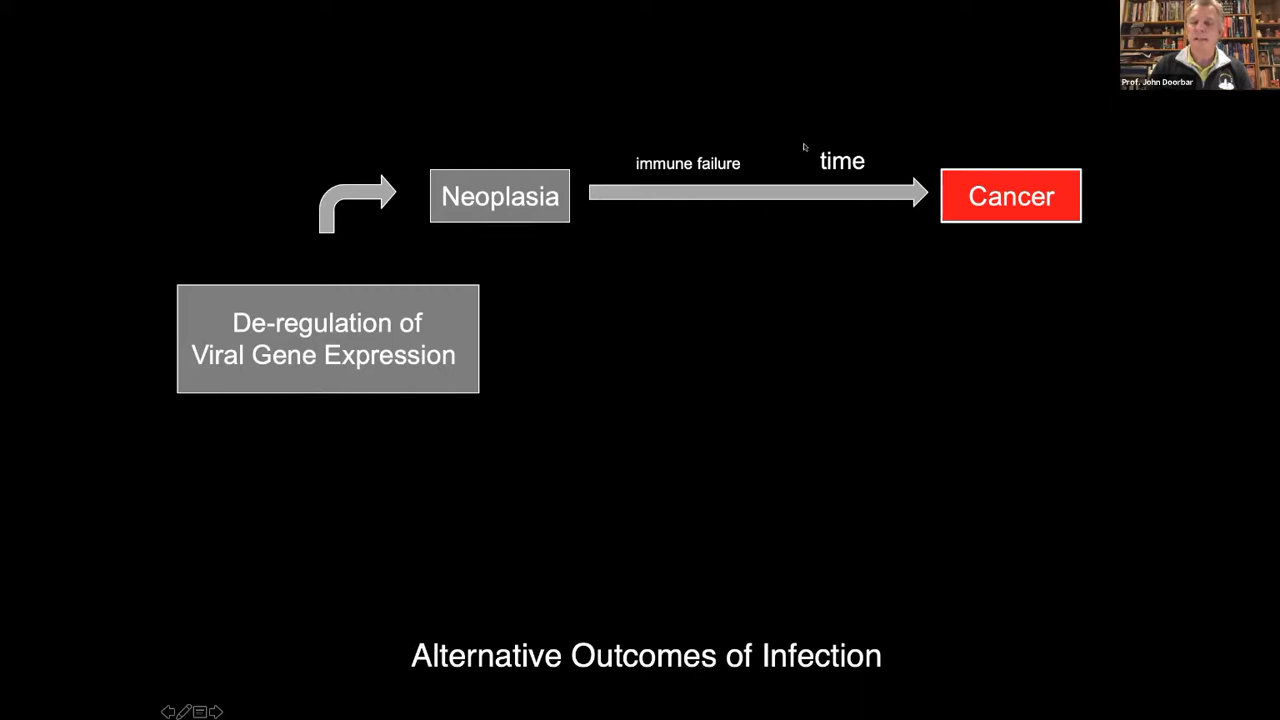 Prof. John Doorbar
immune failure
time
Neoplasia
Cancer
De-regulation of
Viral Gene Expression
Alternative Outcomes of Infection